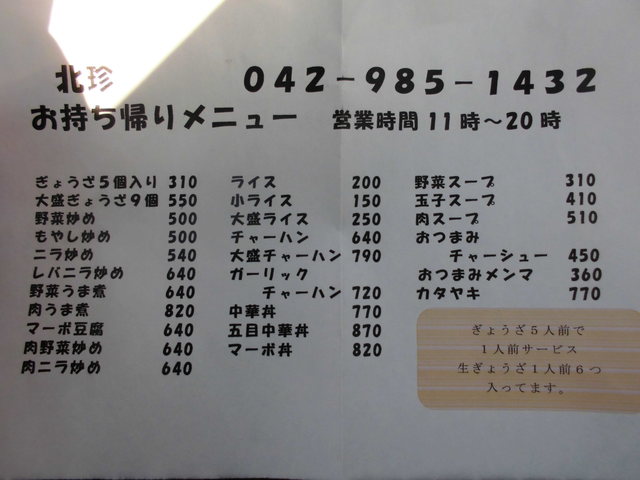 北珍 042-985-1432
お持ち帰りメニュー 営業時間 11時〜20時
ぎょうざ5個入り 310
大盛ぎょうざ9個 550
野菜炒め 500
もやし炒め 500
ニラ炒め 540
レバニラ炒め 640
野菜うま煮 640
肉うま煮 820
マーボ豆腐 640
肉野菜炒め 640
肉ニラ炒め 640
ライス 200
小ライス 150
大盛ライス 250
チャーハン 640
大盛チャーハン 790
ガーリック
チャーハン 720
中華丼 770
五目中華丼 870
マーボ丼 820
野菜スープ 310
玉子スープ 410
肉スープ 510
おつまみ
チャーシュー 450
おつまみメンマ 360
カタヤキ 770
ぎょうざ5人前で
1人前サービス
生ぎょうざ1人前6つ
入ってます。